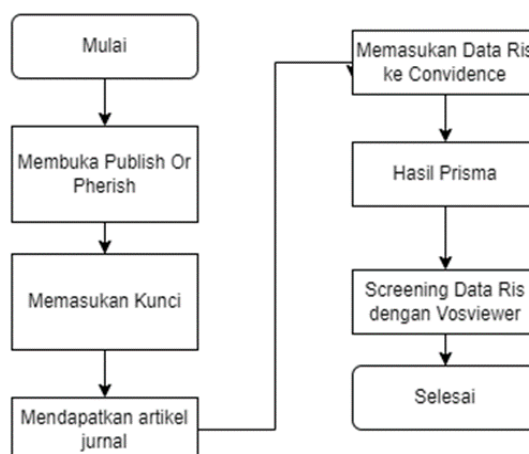 Mulai
Membuka Publish Or
Pherish
Memasukan Kunci
Mendapatkan artikel
jurnal
Memasukan Data Ris
ke Convidence
Hasil Prisma
Screening Data Ris
dengan Vosviewer
Selesai